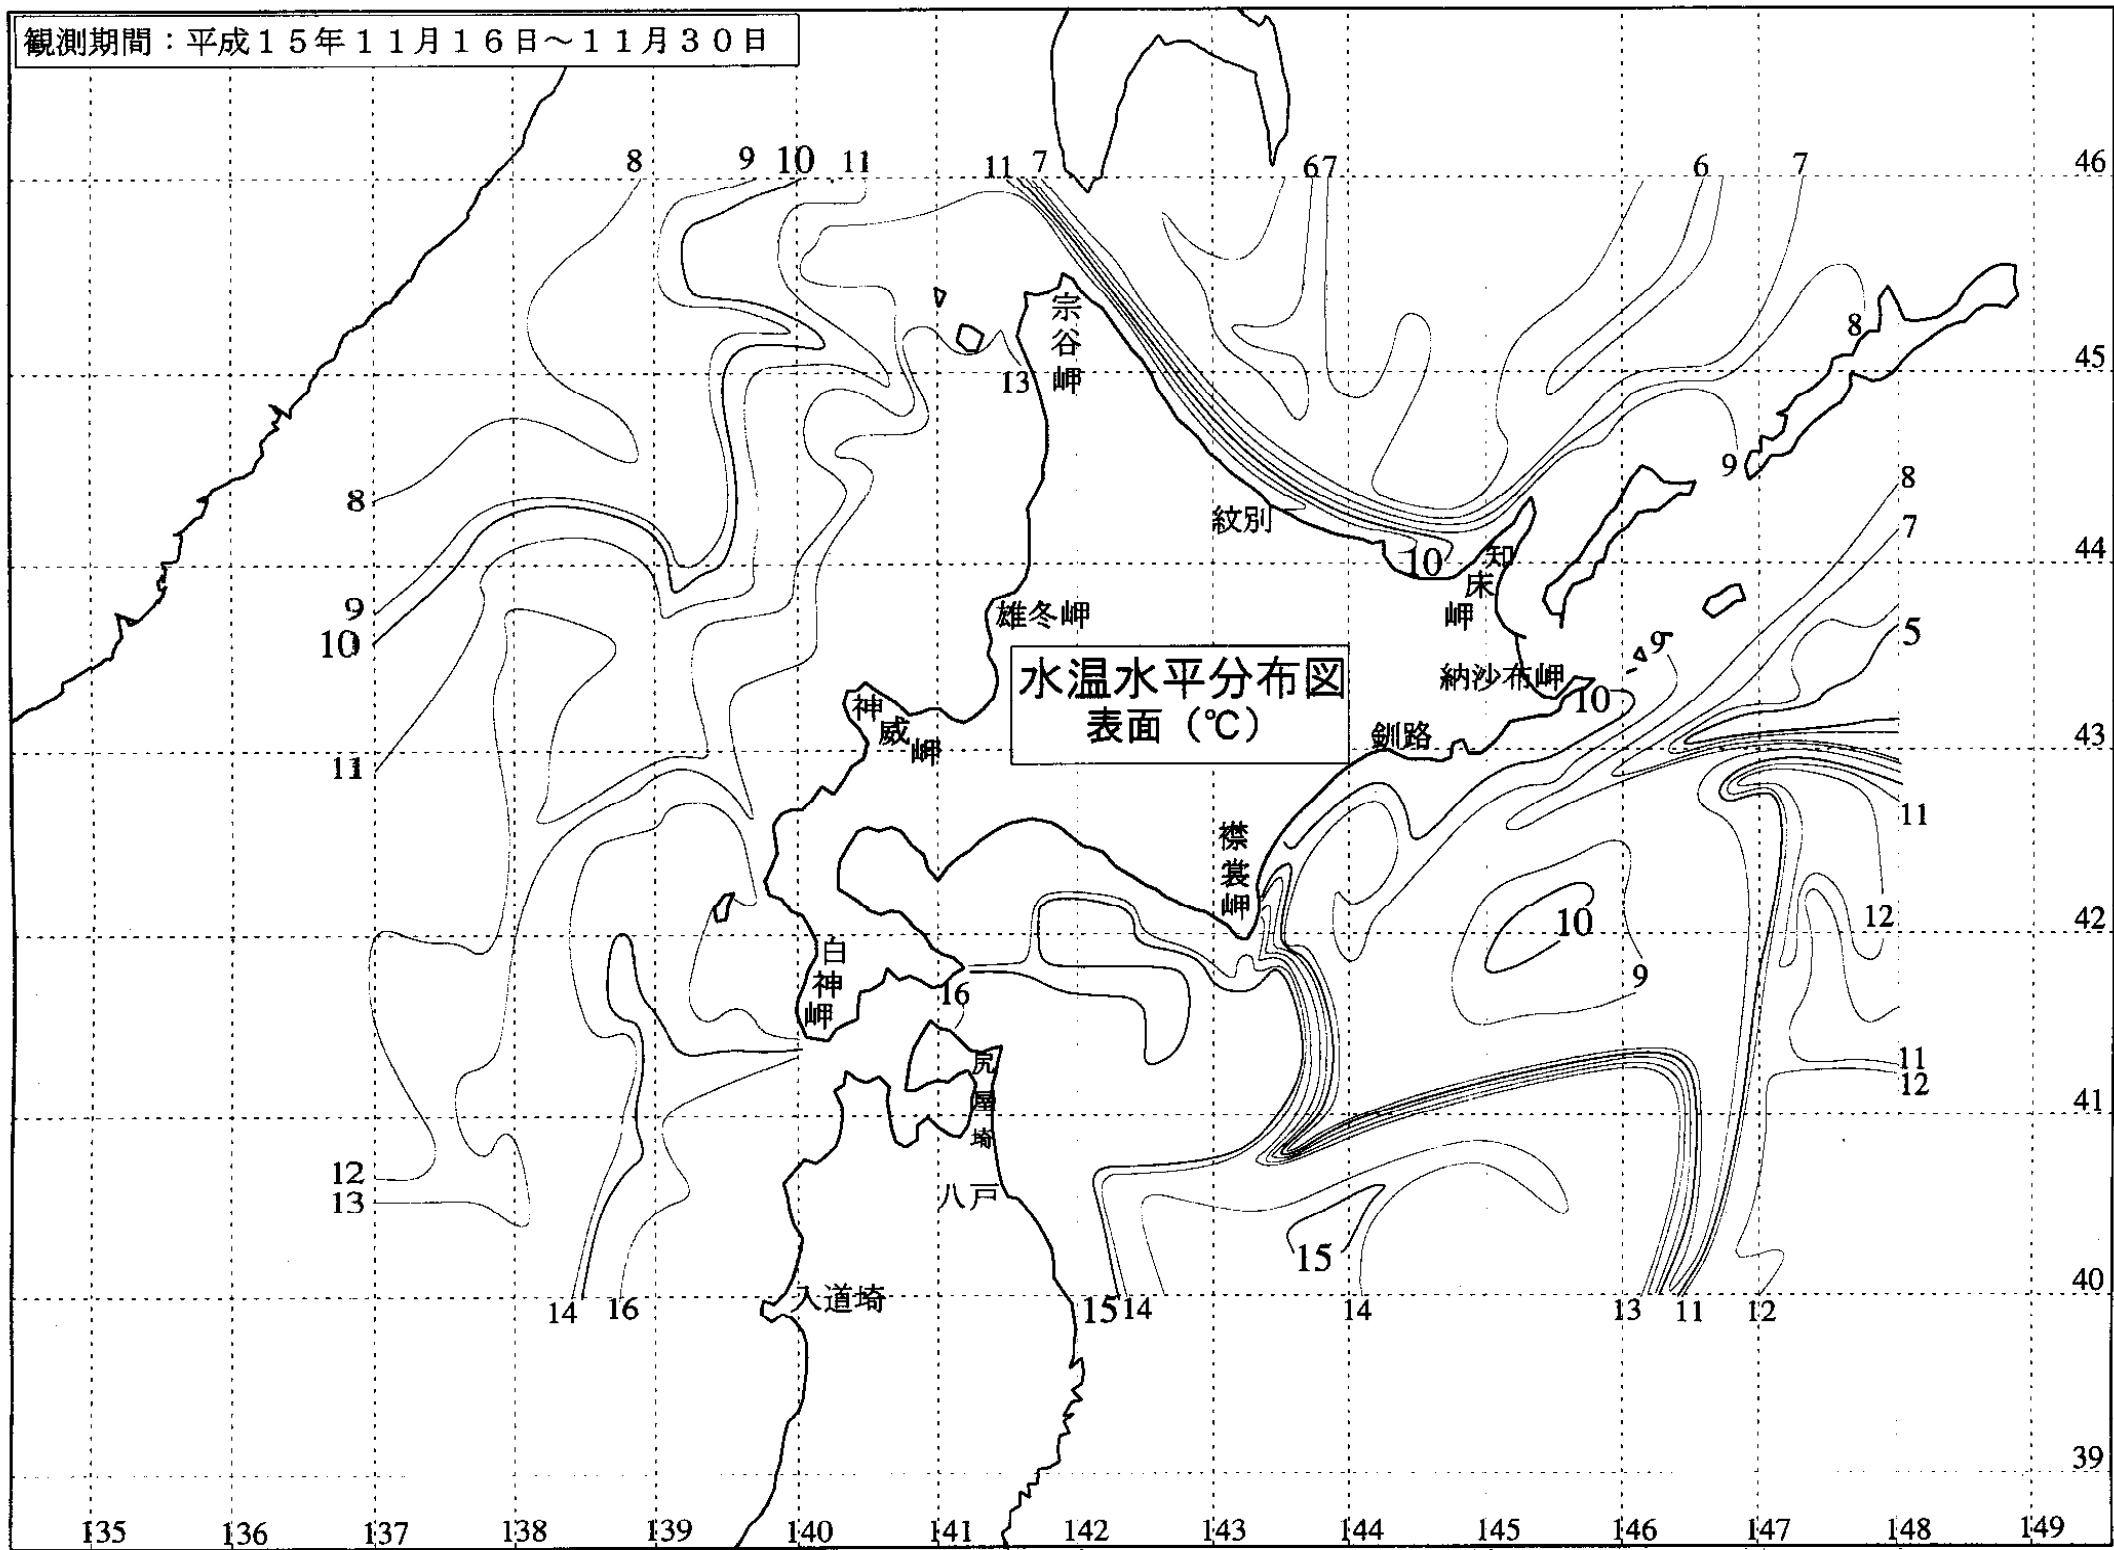 観測期間：平成１５年１１月１６日～１１月３０日
8 9 10 11 11 7 6 7 6 7 46
宗谷岬
8
45
13
9
8
8
紋別
7
10
知床岬
44
9
雄冬岬
5
10
9
水温水平分布図
表面（℃）
納沙布岬
神威岬
10
釧路
43
11
11
襟裳岬
10
12
42
白神岬
9
16
尻屋埼
11
12
41
12
八戸
13
15
入道埼
40
14 16 15 14 14 13 11 12
39
135 136 137 138 139 140 141 142 143 144 145 146 147 148 149